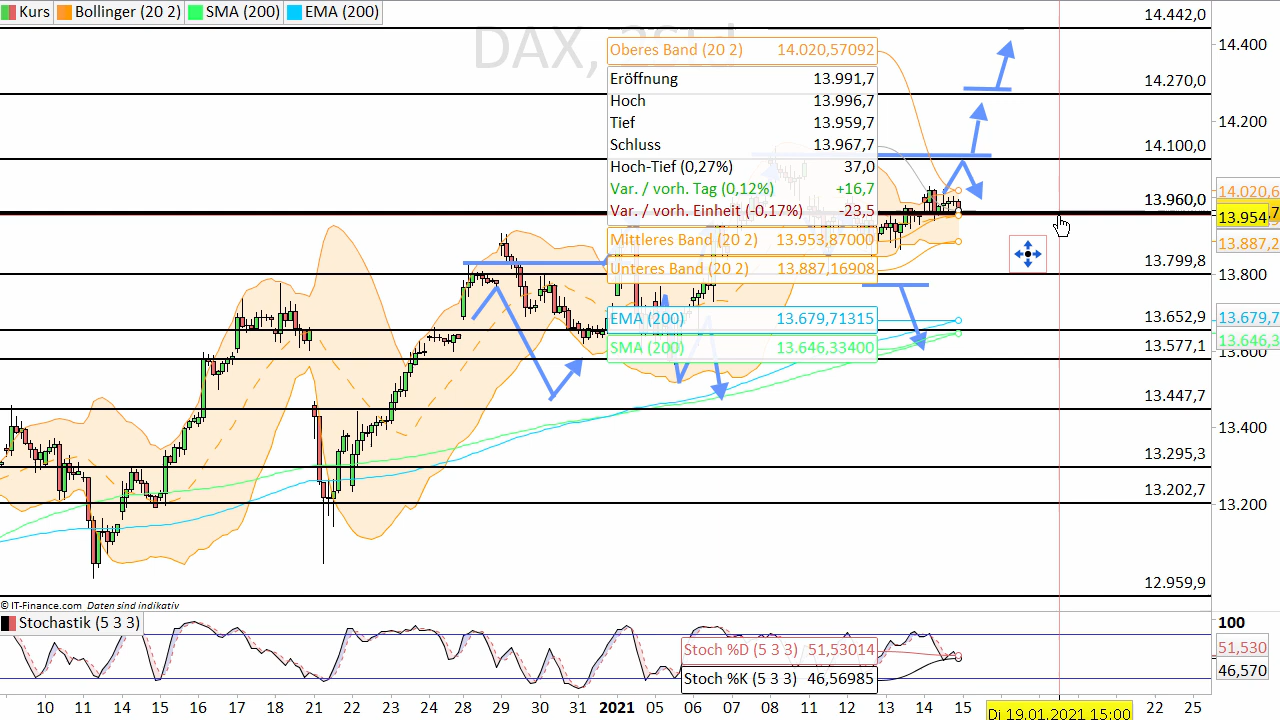 Kurs Bollinger (20 2) SMA (200) EMA (200)
DAX,
Oberes Band (20 2) 14.020,57092
Eröffnung 13.991,7
Hoch 13.996,7
Tief 13.959,7
Schluss 13.967,7
Hoch-Tief (0,27%) 37,0
Var. / vorh. Tag (0,12%) +16,7
Var. / vorh. Einheit (-0,17%) -23,5
Mittleres Band (20 2) 13.953,87000
Unteres Band (20 2) 13.887,16908
EMA (200) 13.679,71315
SMA (200) 13.646,33400
14.442,0
14.270,0
14.100,0
13.960,0
13.799,8
13.652,9
13.577,1
13.447,7
13.295,3
13.202,7
12.959,9
14.400
14.200
14.020,6
13.954
13.887,2
13.800
13.679,7
13.646,3
13.600
13.400
13.200
© IT-Finance.com Daten sind indikativ
Stochastik (5 3 3)
Stoch %D (5 3 3) 51,53014
Stoch %K (5 3 3) 46,56985
100
51,530
46,570
10 11 14 15 16 17 18 21 22 23 24 28 29 30 31 2021 05 06 07 08 11 12 13 14 15 Di 19.01.2021 15:00 22 25